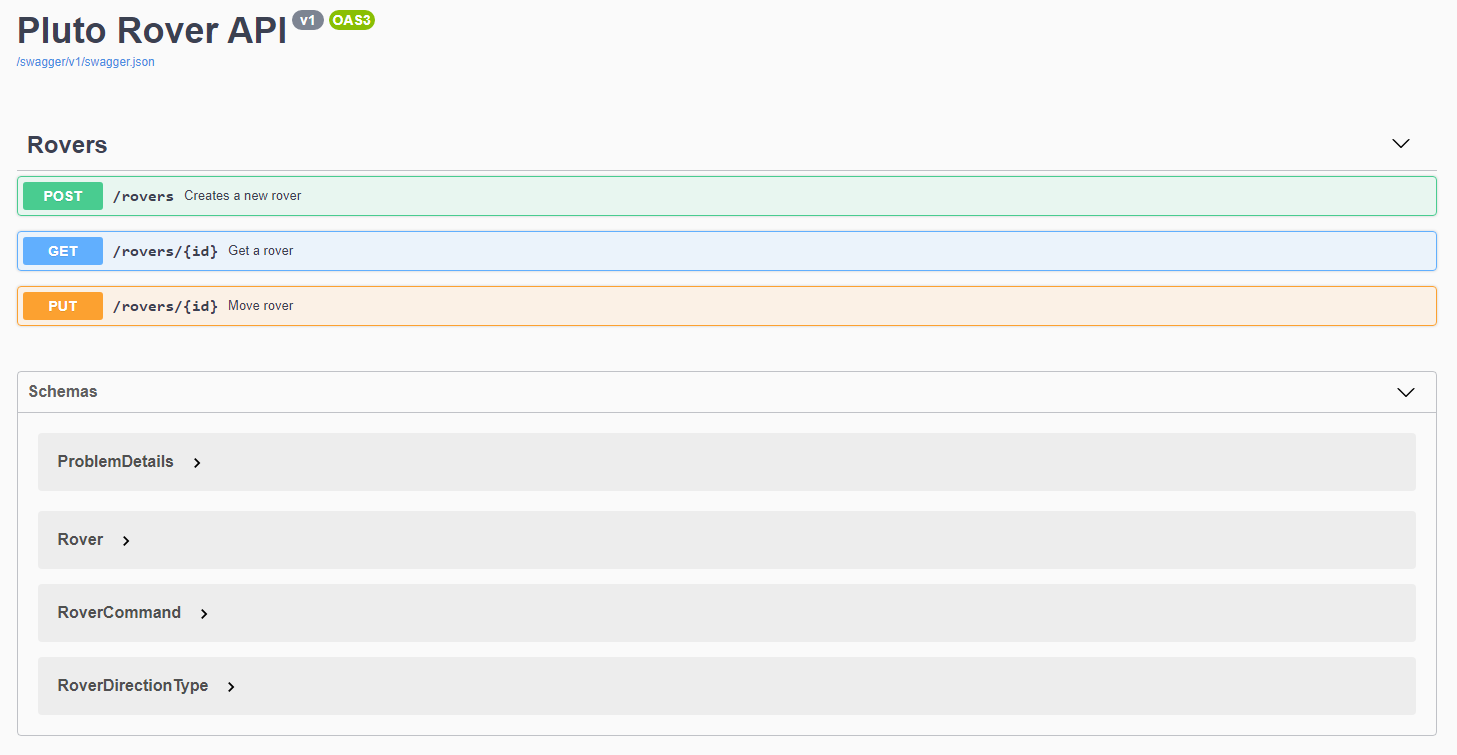 Pluto Rover API v1 OAS3
/swagger/v1/swagger.json
Rovers
POST /rovers Creates a new rover
GET /rovers/{id} Get a rover
PUT /rovers/{id} Move rover
Schemas
ProblemDetails
Rover
RoverCommand
RoverDirectionType